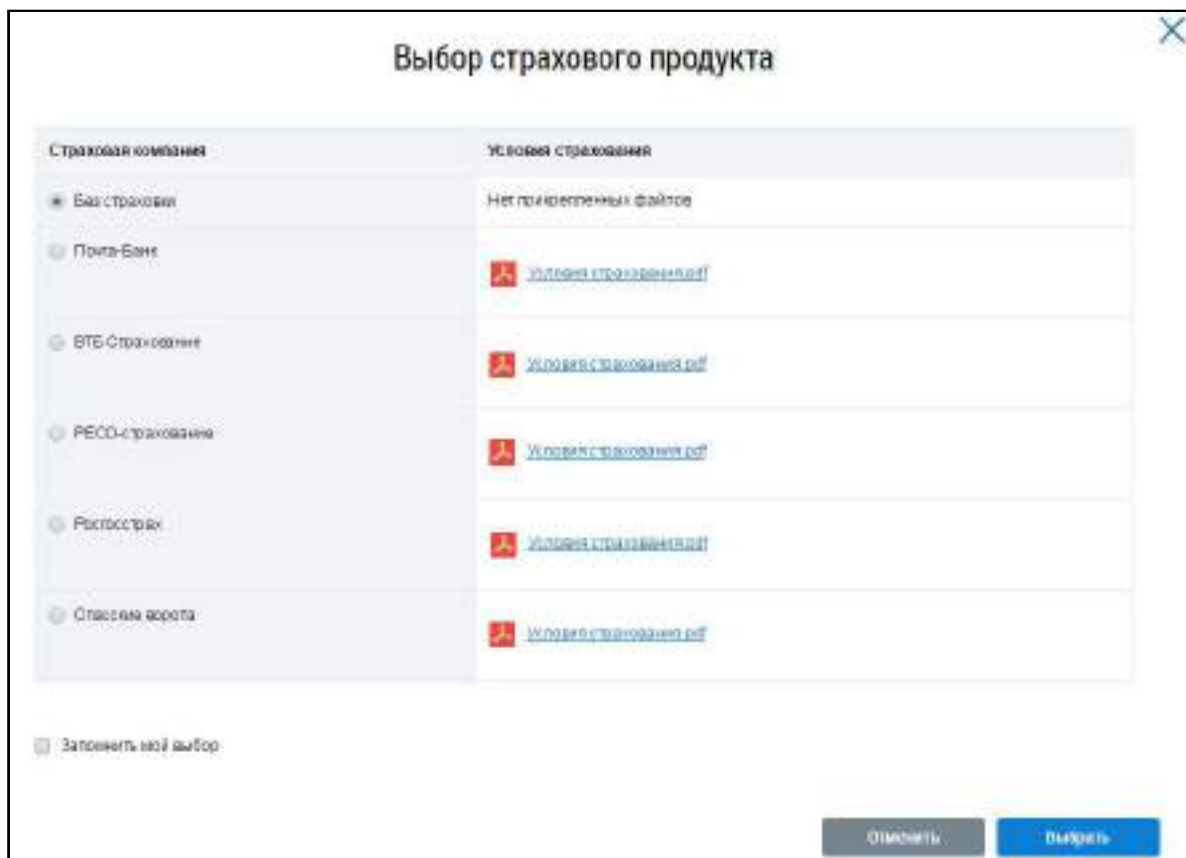 Выбор страхового продукта
Страховая компания Условия страхования
Без страховки Нет прикрепленных файлов
Почта-Банк
Условия страхования.pdf
ВТБ Страхование
Условия страхования.pdf
РЕСО-страхование
Условия страхования.pdf
Росгосстрах
Условия страхования.pdf
Спасские ворота
Условия страхования.pdf
Запомнить мой выбор
Отменить Выбрать